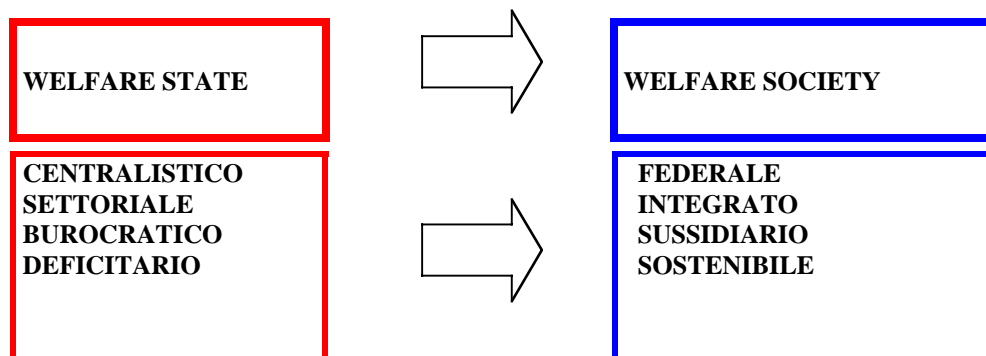 WELFARE STATE
WELFARE SOCIETY
CENTRALISTICO
SETTORIALE
BUROCRATICO
DEFICITARIO
FEDERALE
INTEGRATO
SUSSIDIARIO
SOSTENIBILE